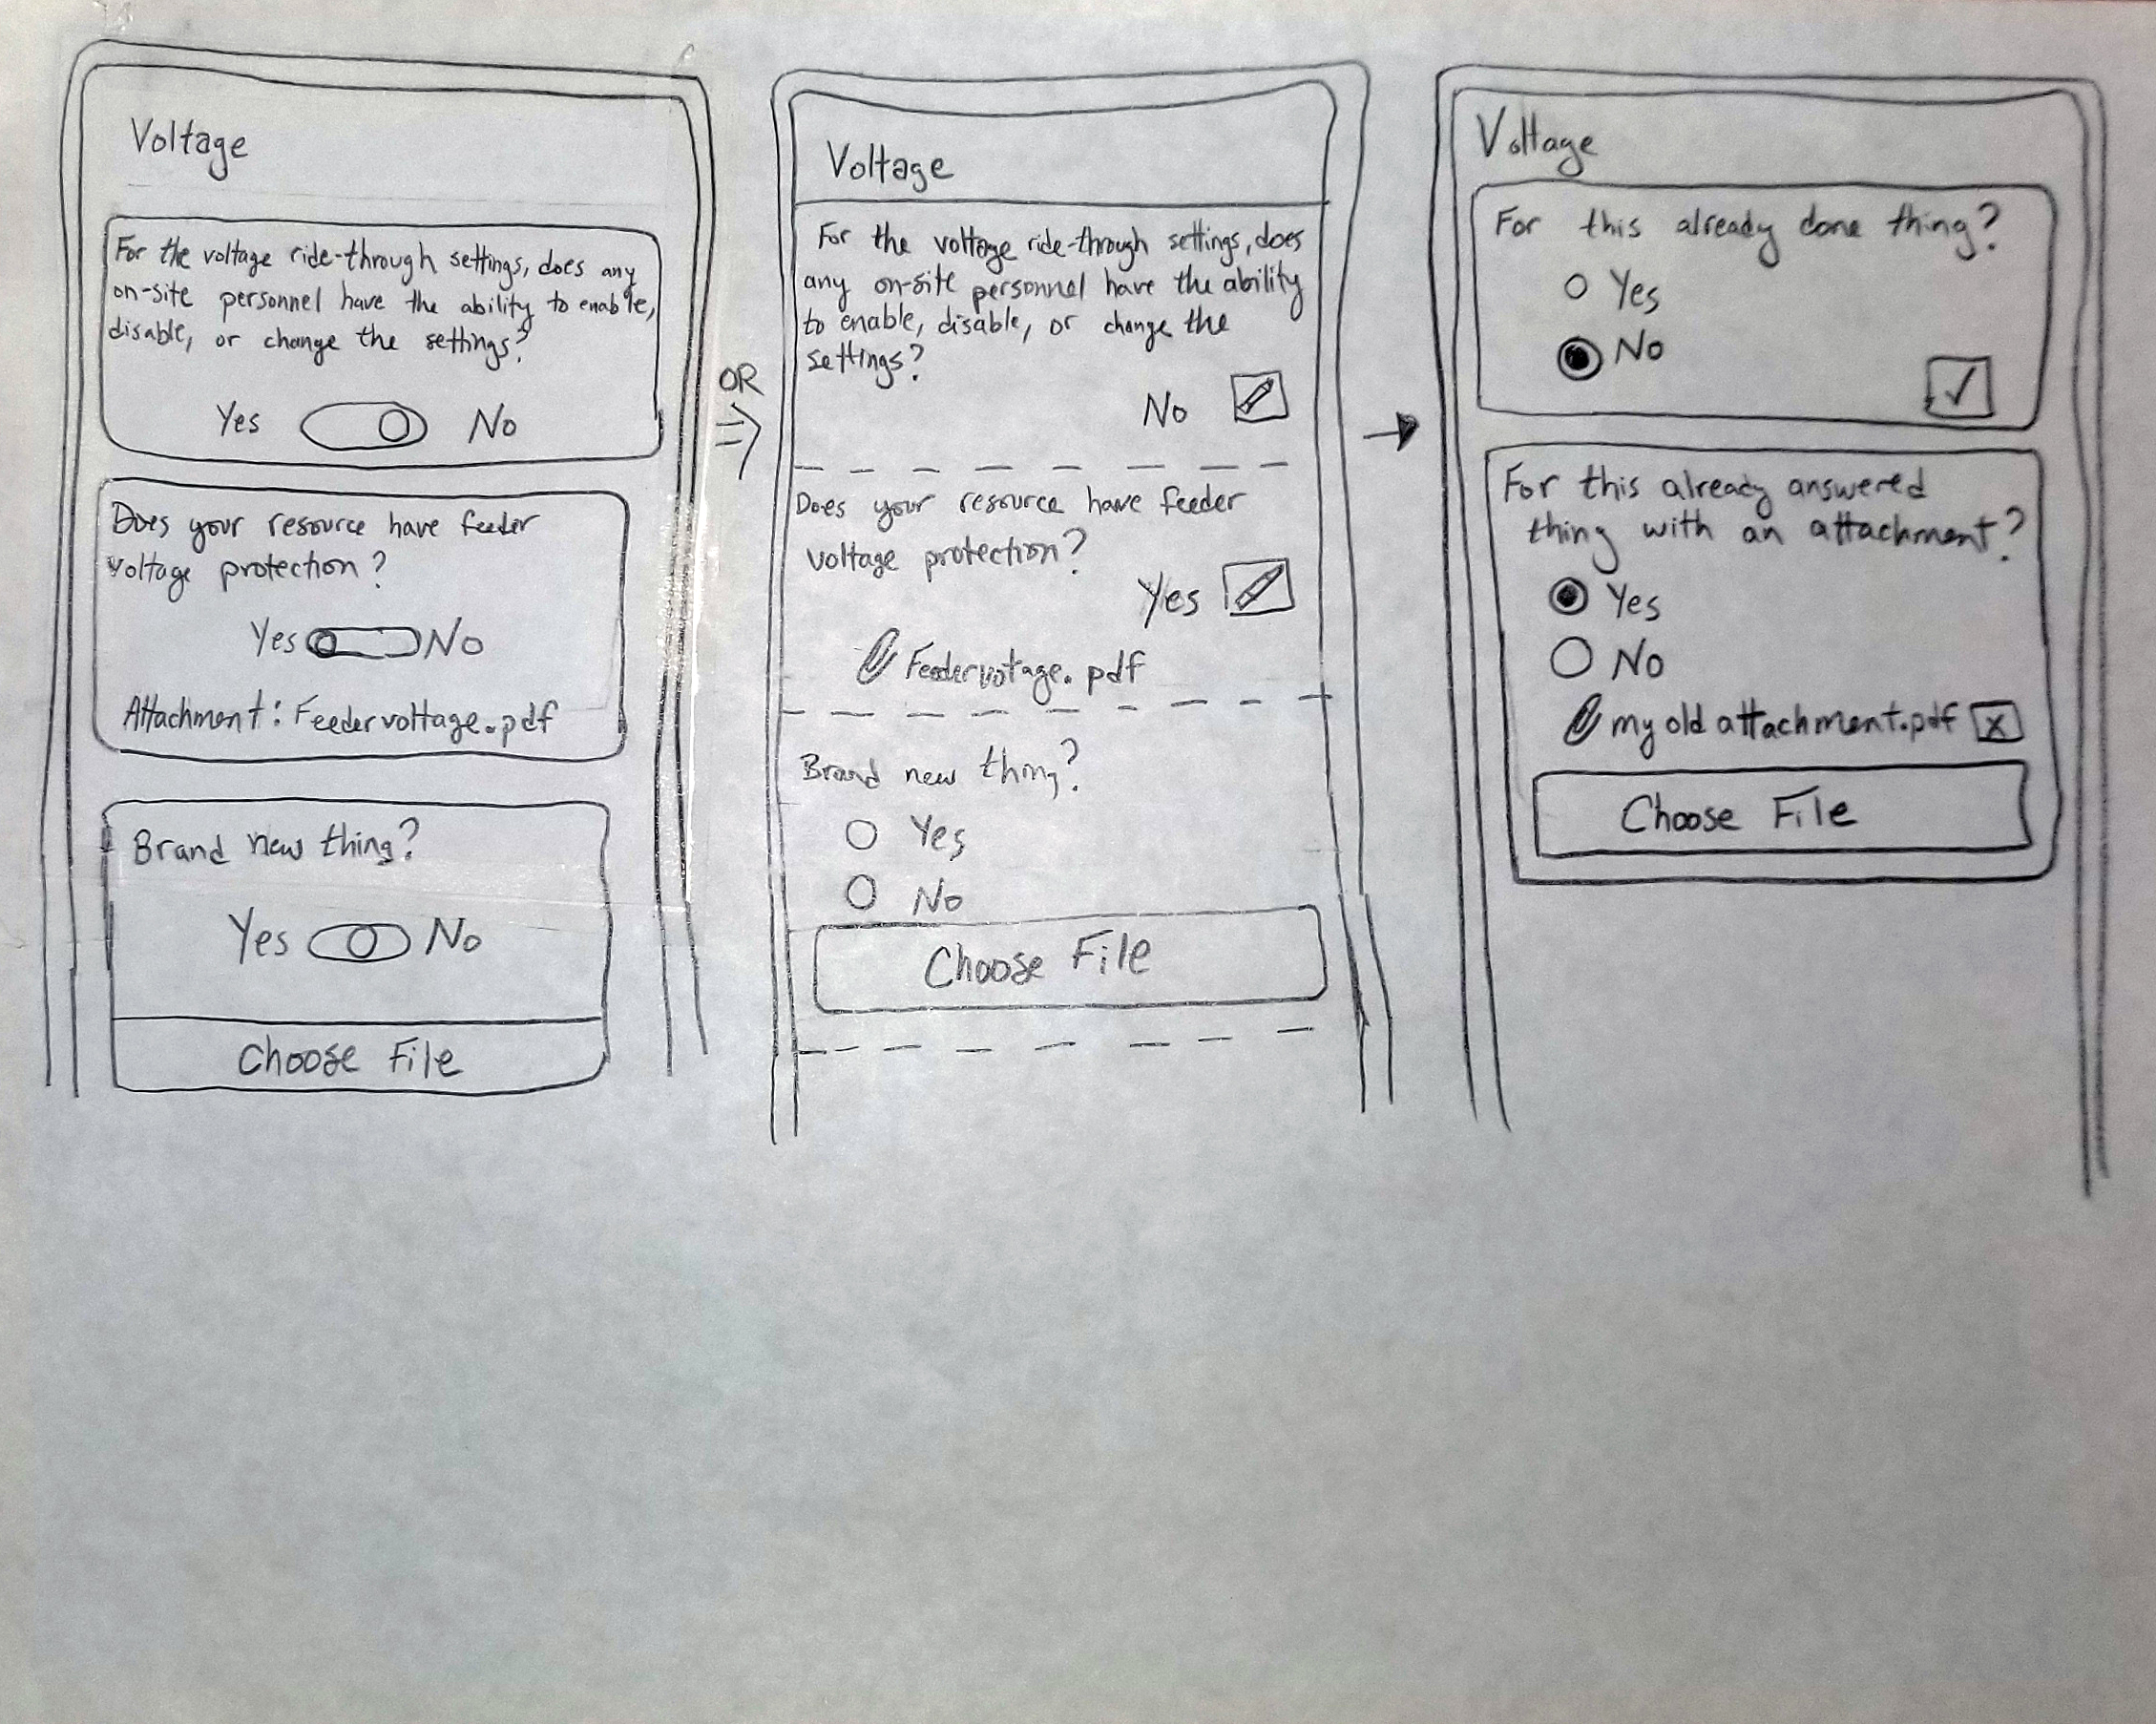 Voltage
For the voltage ride-through settings, does any
on-site personnel have the ability to enable,
disable, or change the settings?
Yes No
Does your resource have feeder
voltage protection?
Yes No
Attachment: Feedervoltage.pdf
Brand new thing?
Yes No
Choose File
OR
Voltage
For the voltage ride-through settings, does
any on-site personnel have the ability
to enable, disable, or change the
settings?
No
Does your resource have feeder
voltage protection?
Yes
Feedervotage.pdf
Brand new thing?
Yes
No
Choose File
Voltage
For this already done thing?
Yes
No
For this already answered
thing with an attachment?
Yes
No
my old attachment.pdf X
Choose File